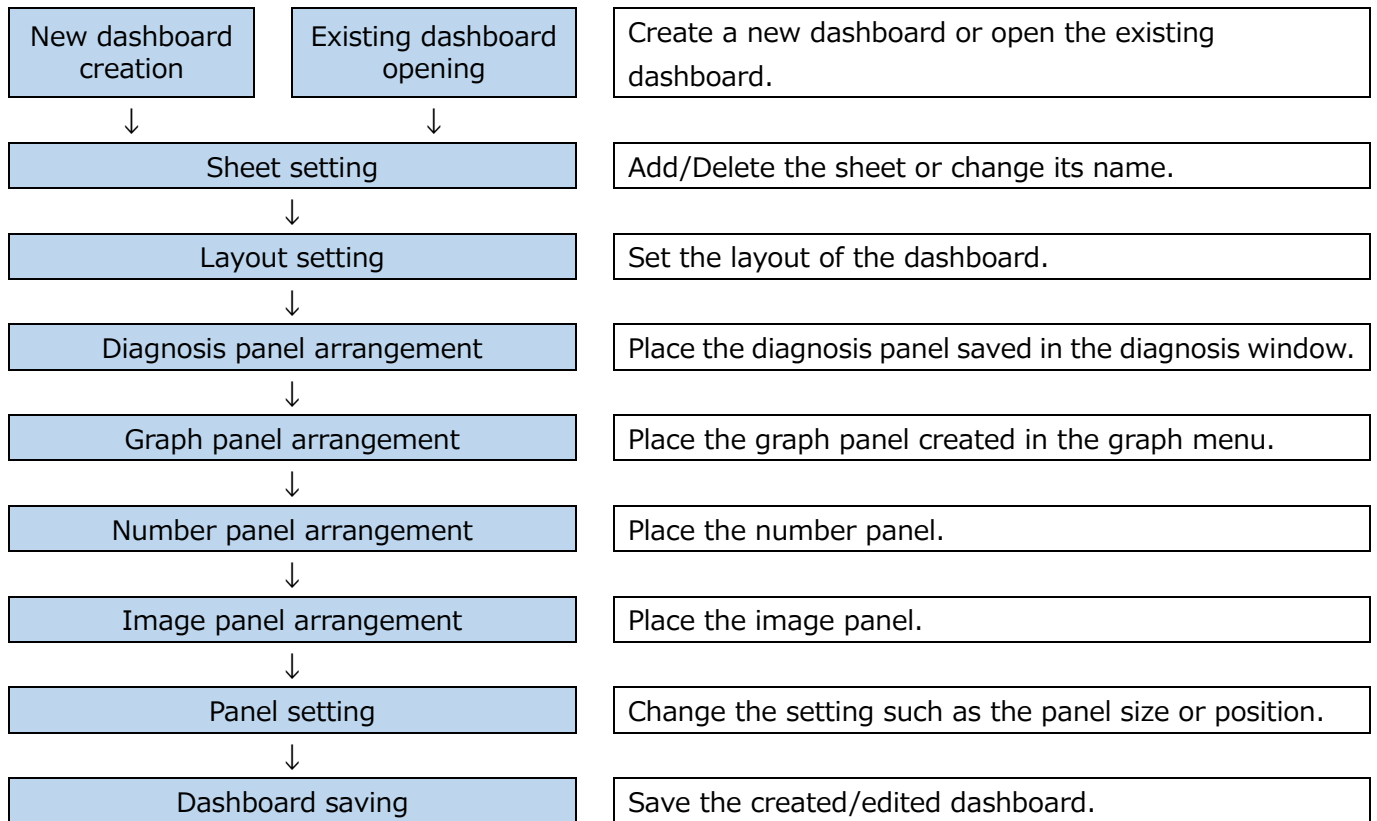 New dashboard
creation
Existing dashboard
opening
Create a new dashboard or open the existing
dashboard.
↓ ↓
Sheet setting
Add/Delete the sheet or change its name.
↓
Layout setting
Set the layout of the dashboard.
↓
Diagnosis panel arrangement
Place the diagnosis panel saved in the diagnosis window.
↓
Graph panel arrangement
Place the graph panel created in the graph menu.
↓
Number panel arrangement
Place the number panel.
↓
Image panel arrangement
Place the image panel.
↓
Panel setting
Change the setting such as the panel size or position.
↓
Dashboard saving
Save the created/edited dashboard.